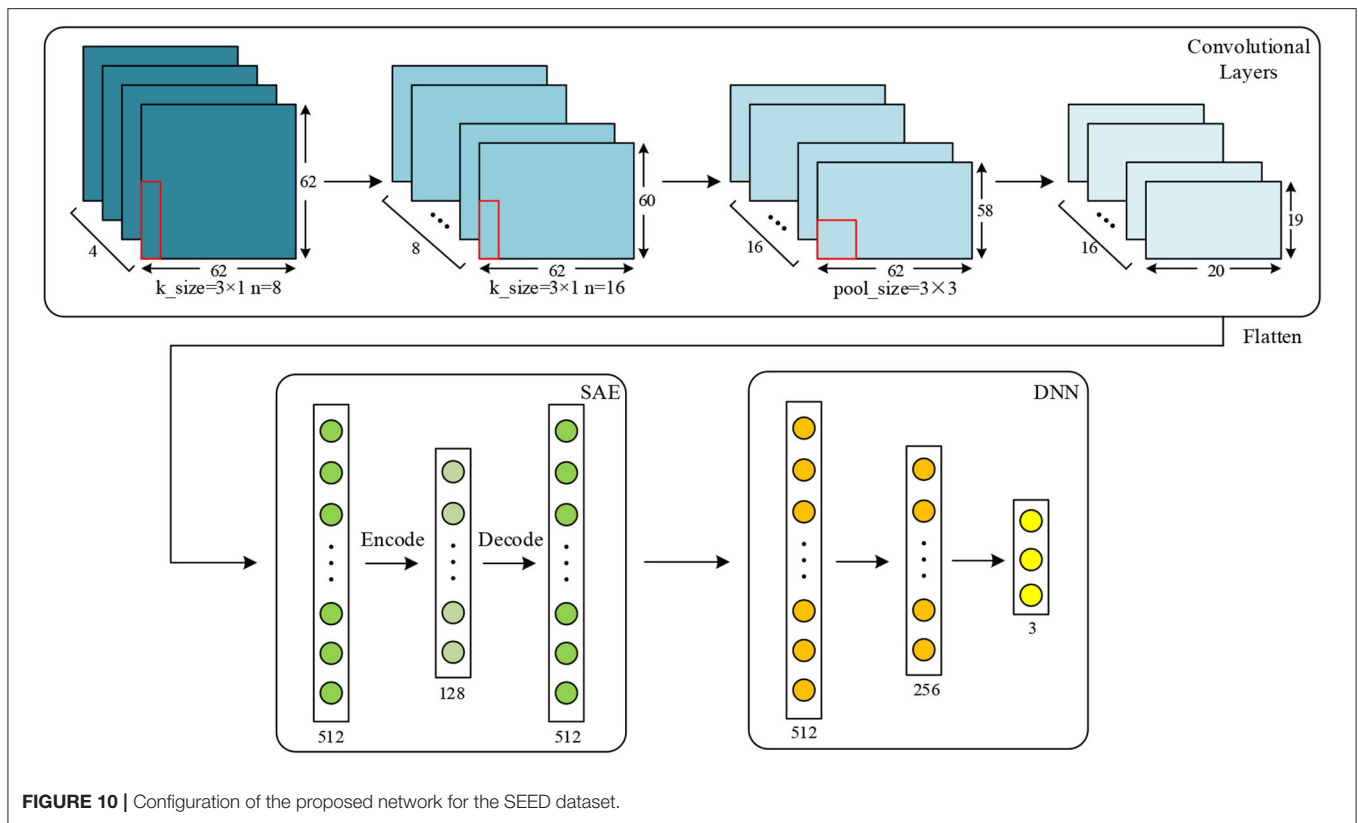 Convolutional
Layers
62
4
62
k_size=3×1 n=8
60
8
62
k_size=3×1 n=16
58
16
62
pool_size=3×3
19
16
20
Flatten
SAE
Encode
Decode
512
128
512
DNN
512
256
3
FIGURE 10 | Configuration of the proposed network for the SEED dataset.